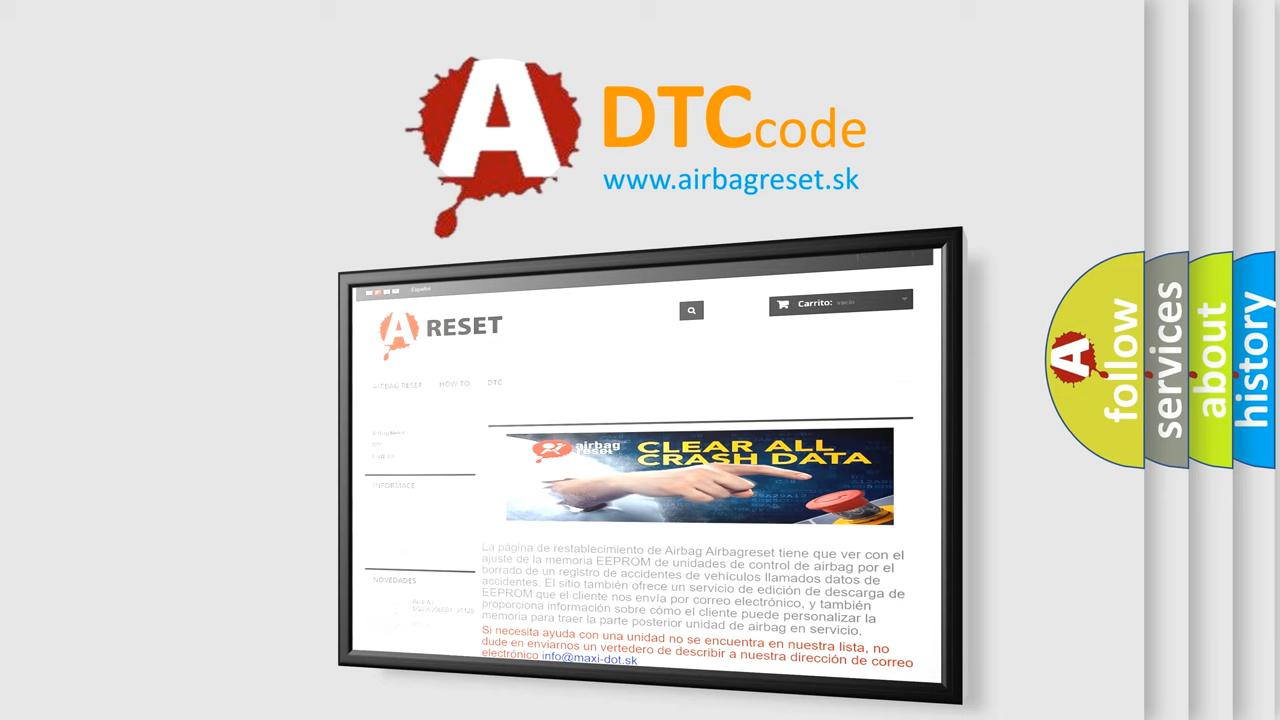 A DTCcode
www.airbagreset.sk
Español
A RESET
Carrito: vacío
AIRBAG RESET HOW TO DTC
INFORMACE
NOVEDADES
airbag
reset
CLEAR ALL
CRASH DATA
La página de restablecimiento de Airbag Airbagreset tiene que ver con el
ajuste de la memoria EEPROM de unidades de control de airbag por el
borrado de un registro de accidentes de vehículos llamados datos de
accidentes. El sitio también ofrece un servicio de edición de descarga de
EEPROM que el cliente nos envía por correo electrónico, y también
proporciona información sobre cómo el cliente puede personalizar la
memoria para traer la parte posterior unidad de airbag en servicio.
Si necesita ayuda con una unidad no se encuentra en nuestra lista, no
dude en enviarnos un vertedero de describir a nuestra dirección de correo
electrónico info@maxi-dot.sk
A follow
services
about
history